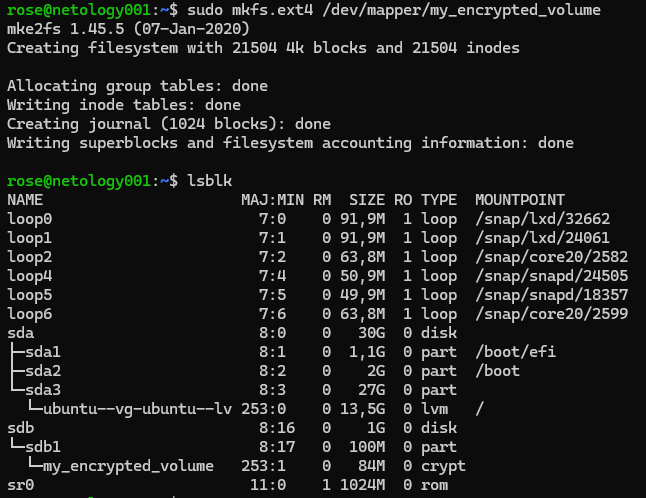 rose@netology001:~$ sudo mkfs.ext4 /dev/mapper/my_encrypted_volume
mke2fs 1.45.5 (07-Jan-2020)
Creating filesystem with 21504 4k blocks and 21504 inodes

Allocating group tables: done
Writing inode tables: done
Creating journal (1024 blocks): done
Writing superblocks and filesystem accounting information: done

rose@netology001:~$ lsblk
NAME                      MAJ:MIN RM  SIZE RO TYPE  MOUNTPOINT
loop0                       7:0    0 91,9M  1 loop  /snap/lxd/32662
loop1                       7:1    0 91,9M  1 loop  /snap/lxd/24061
loop2                       7:2    0 63,8M  1 loop  /snap/core20/2582
loop4                       7:4    0 50,9M  1 loop  /snap/snapd/24505
loop5                       7:5    0 49,9M  1 loop  /snap/snapd/18357
loop6                       7:6    0 63,8M  1 loop  /snap/core20/2599
sda                         8:0    0   30G  0 disk
├─sda1                      8:1    0  1,1G  0 part  /boot/efi
├─sda2                      8:2    0    2G  0 part  /boot
└─sda3                      8:3    0   27G  0 part
  └─ubuntu--vg-ubuntu--lv 253:0    0 13,5G  0 lvm   /
sdb                         8:16   0    1G  0 disk
└─sdb1                      8:17   0  100M  0 part
  └─my_encrypted_volume   253:1    0   84M  0 crypt
sr0                        11:0    1 1024M  0 rom